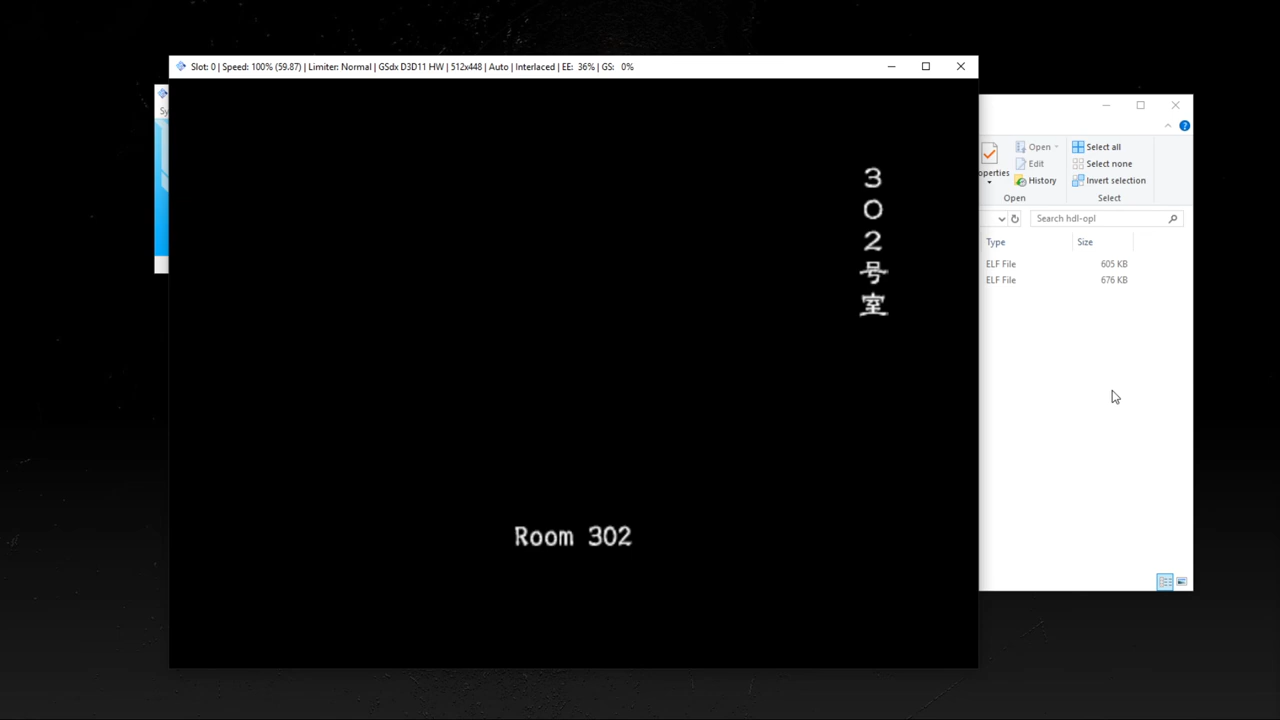 Slot: 0 | Speed: 100% (59.87) | Limiter: Normal | GSdx D3D11 HW | 512x448 | Auto | Interlaced | EE: 36% | GS: 0%
Sy
Open
Select all
Edit
Select none
operties
History
Invert selection
Open
Select
Search hdl-opl
Type
Size
ELF File
605 KB
ELF File
676 KB
３０２号室
Room 302